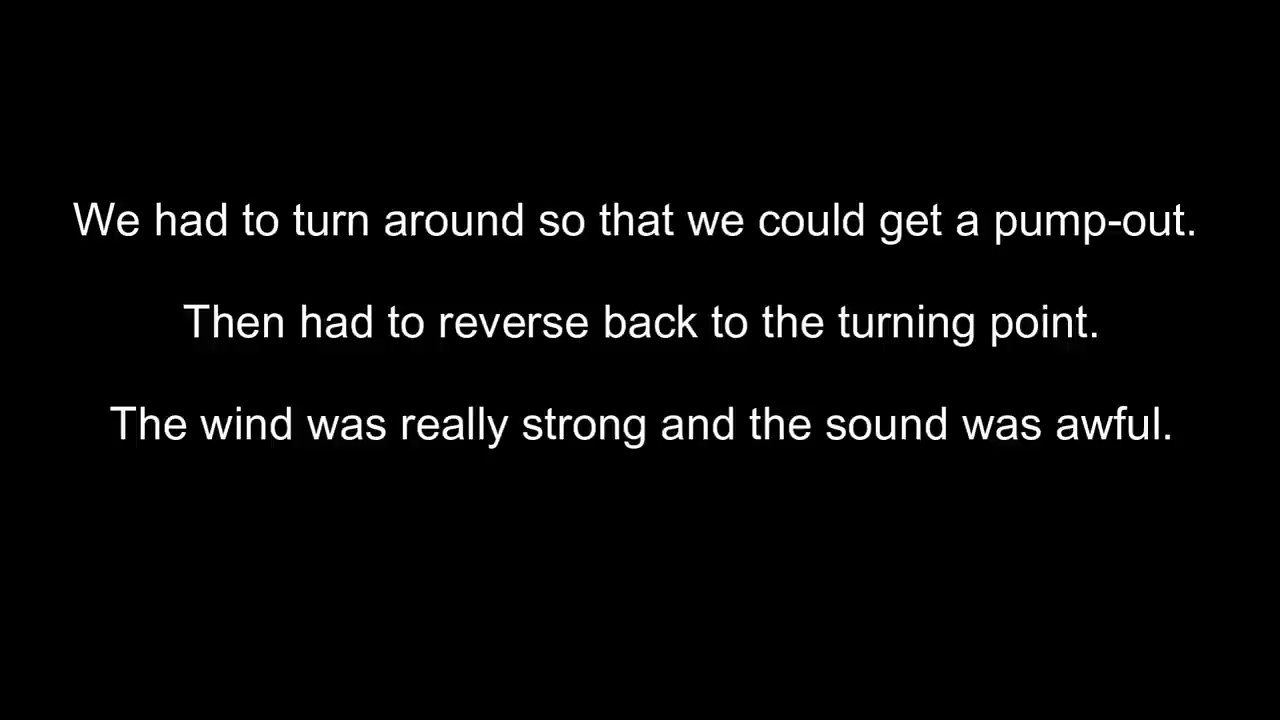 We had to turn around so that we could get a pump-out.
Then had to reverse back to the turning point.
The wind was really strong and the sound was awful.